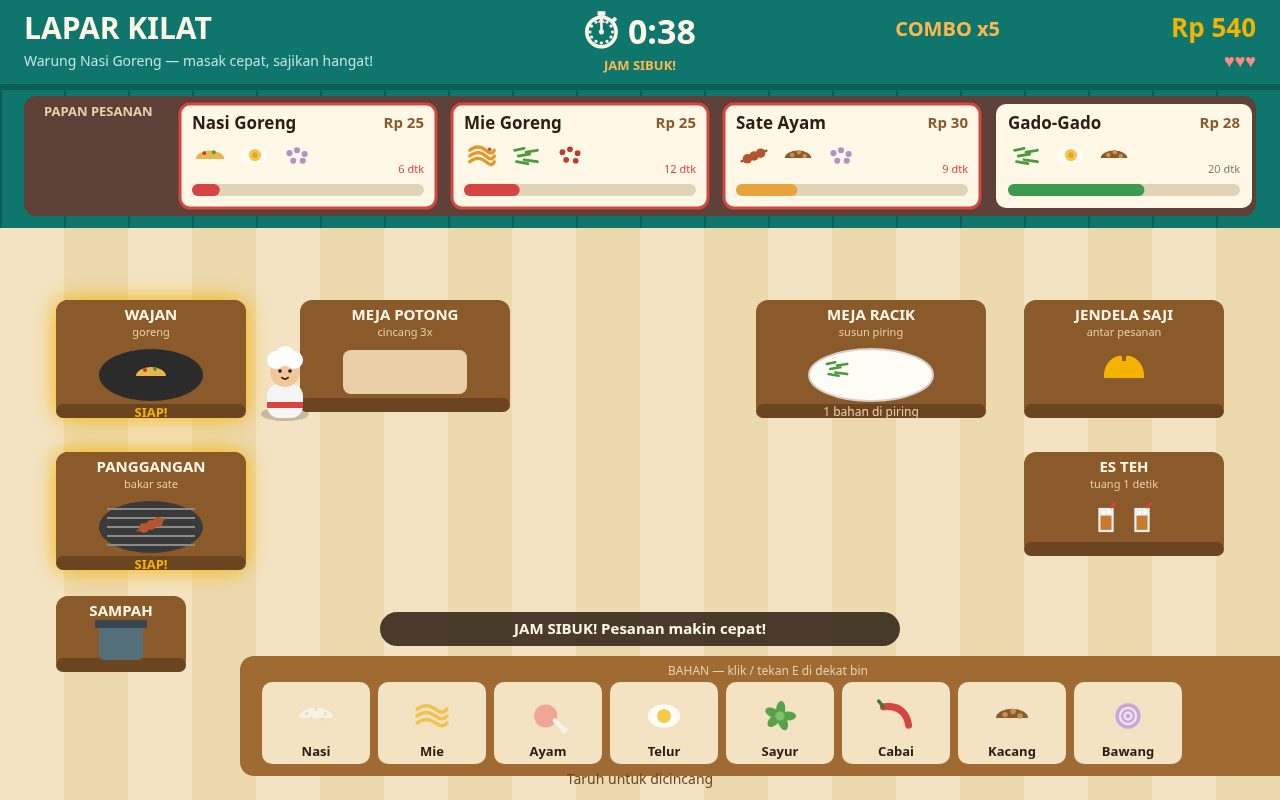 LAPAR KILAT
Warung Nasi Goreng — masak cepat, sajikan hangat!
0:38
JAM SIBUK!
COMBO x5
Rp 540
♥♥♥
PAPAN PESANAN
Nasi Goreng
Rp 25
6 dtk
Mie Goreng
Rp 25
12 dtk
Sate Ayam
Rp 30
9 dtk
Gado-Gado
Rp 28
20 dtk
WAJAN
goreng
SIAP!
MEJA POTONG
cincang 3x
MEJA RACIK
susun piring
1 bahan di piring
JENDELA SAJI
antar pesanan
PANGGANGAN
bakar sate
SIAP!
ES TEH
tuang 1 detik
SAMPAH
JAM SIBUK! Pesanan makin cepat!
BAHAN — klik / tekan E di dekat bin
Nasi
Mie
Ayam
Telur
Sayur
Cabai
Kacang
Bawang
Taruh untuk dicincang